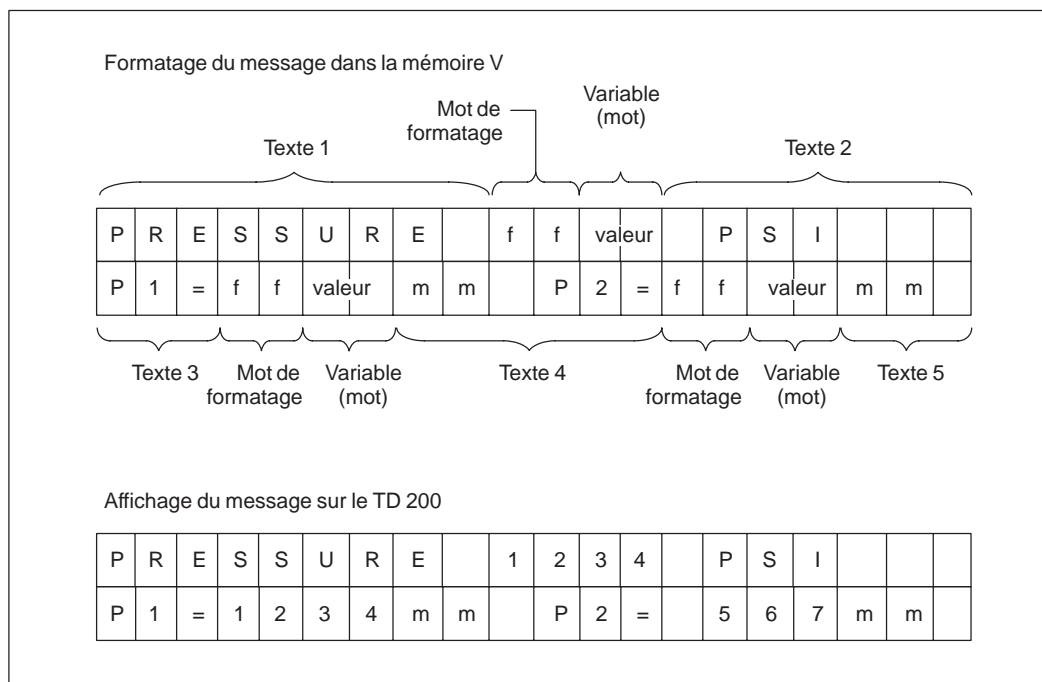 Formatage du message dans la mémoire V
Mot de
formatage
Variable
(mot)
Texte 1
Texte 2
P R E S S U R E f f valeur P S I
P 1 = f f valeur m m P 2 = f f valeur m m
Texte 3 Mot de formatage Variable (mot) Texte 4 Mot de formatage Variable (mot) Texte 5
Affichage du message sur le TD 200
P R E S S U R E 1 2 3 4 P S I
P 1 = 1 2 3 4 m m P 2 = 5 6 7 m m